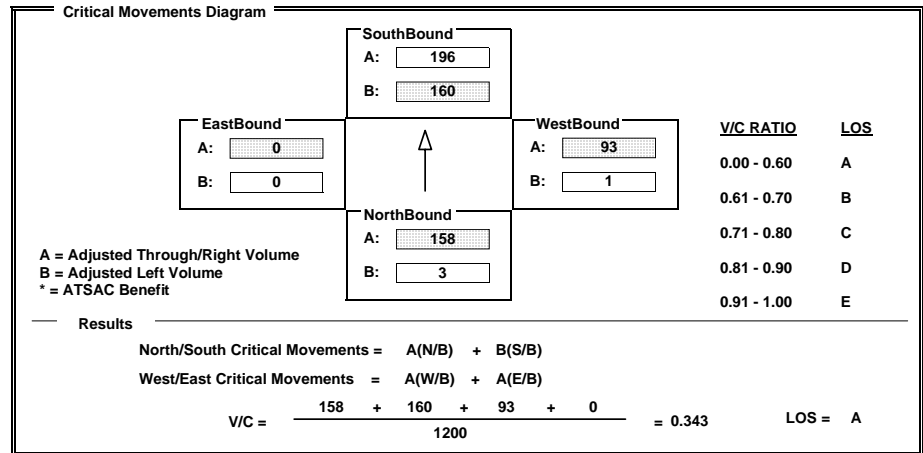 Critical Movements Diagram
SouthBound
A: 196
B: 160
EastBound
A: 0
B: 0
WestBound
A: 93
B: 1
NorthBound
A: 158
B: 3
V/C RATIO LOS
0.00 - 0.60 A
0.61 - 0.70 B
0.71 - 0.80 C
0.81 - 0.90 D
0.91 - 1.00 E
A = Adjusted Through/Right Volume
B = Adjusted Left Volume
* = ATSAC Benefit
Results
North/South Critical Movements = A(N/B) + B(S/B)
West/East Critical Movements = A(W/B) + A(E/B)
158 + 160 + 93 + 0
V/C = = 0.343 LOS = A
1200